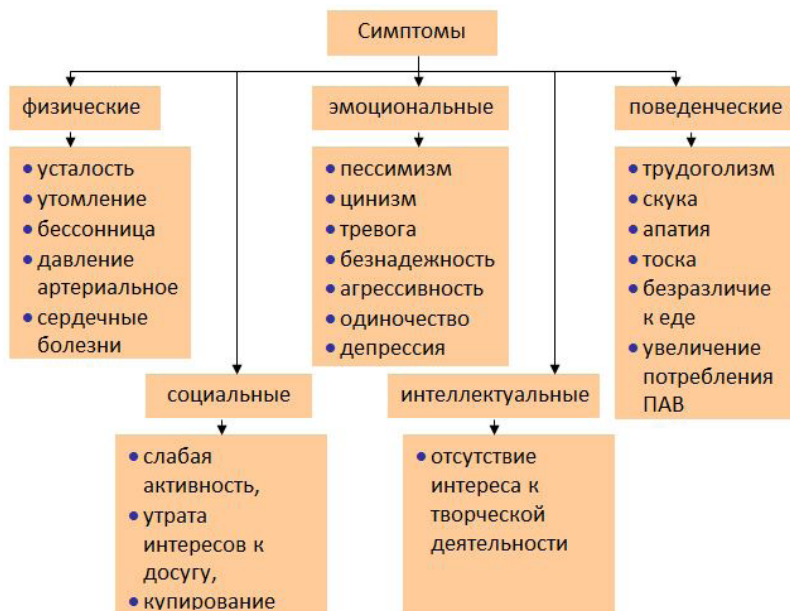 Симптомы
физические
• усталость
• утомление
• бессонница
• давление
артериальное
• сердечные
болезни
эмоциональные
• пессимизм
• цинизм
• тревога
• безнадежность
• агрессивность
• одиночество
• депрессия
поведенческие
• трудоголизм
• скука
• апатия
• тоска
• безразличие
к еде
• увеличение
потребления
ПАВ
социальные
• слабая
активность,
• утрата
интересов к
досугу,
• купирование
интеллектуальные
• отсутствие
интереса к
творческой
деятельности